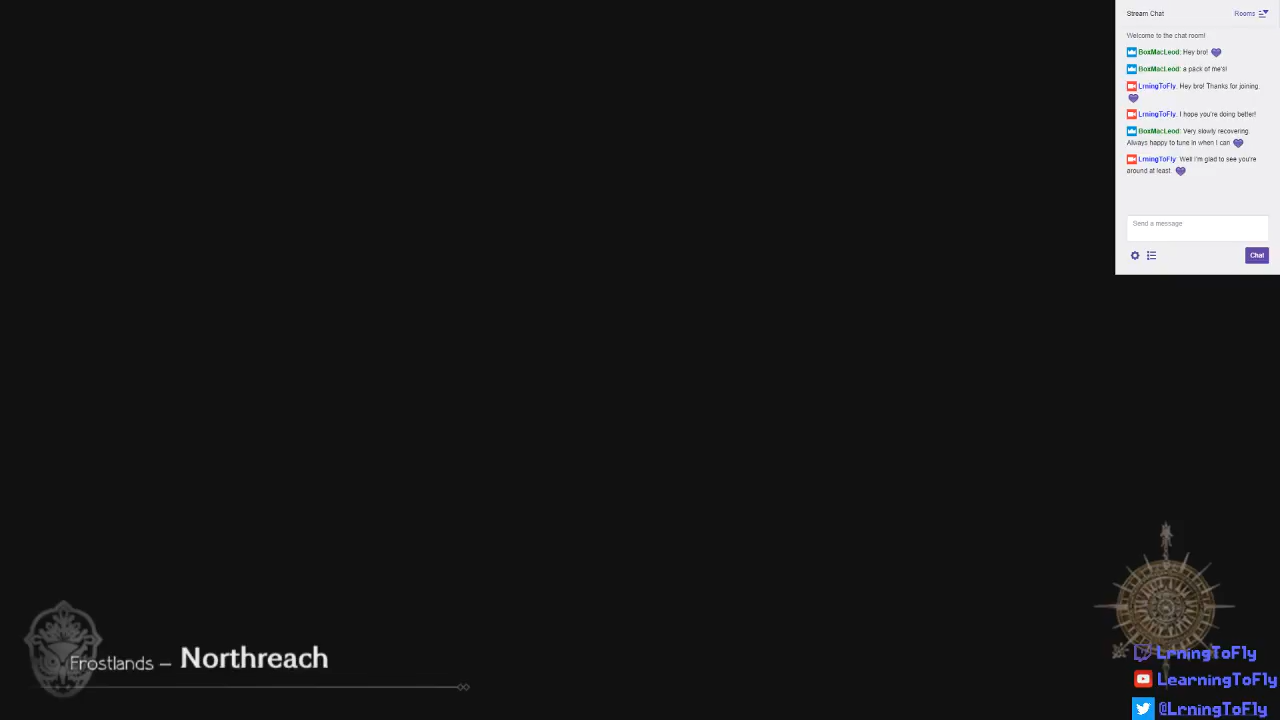 Stream Chat Rooms
Welcome to the chat room!
BoxMacLeod: Hey bro!
BoxMacLeod: a pack of me's!
LrningToFly: Hey bro! Thanks for joining.
LrningToFly: I hope you're doing better!
BoxMacLeod: Very slowly recovering.
Always happy to tune in when I can
LrningToFly: Well I'm glad to see you're
around at least.
Send a message
Chat
Frostlands – Northreach
LrningToFly
LearningToFly
@LrningToFly